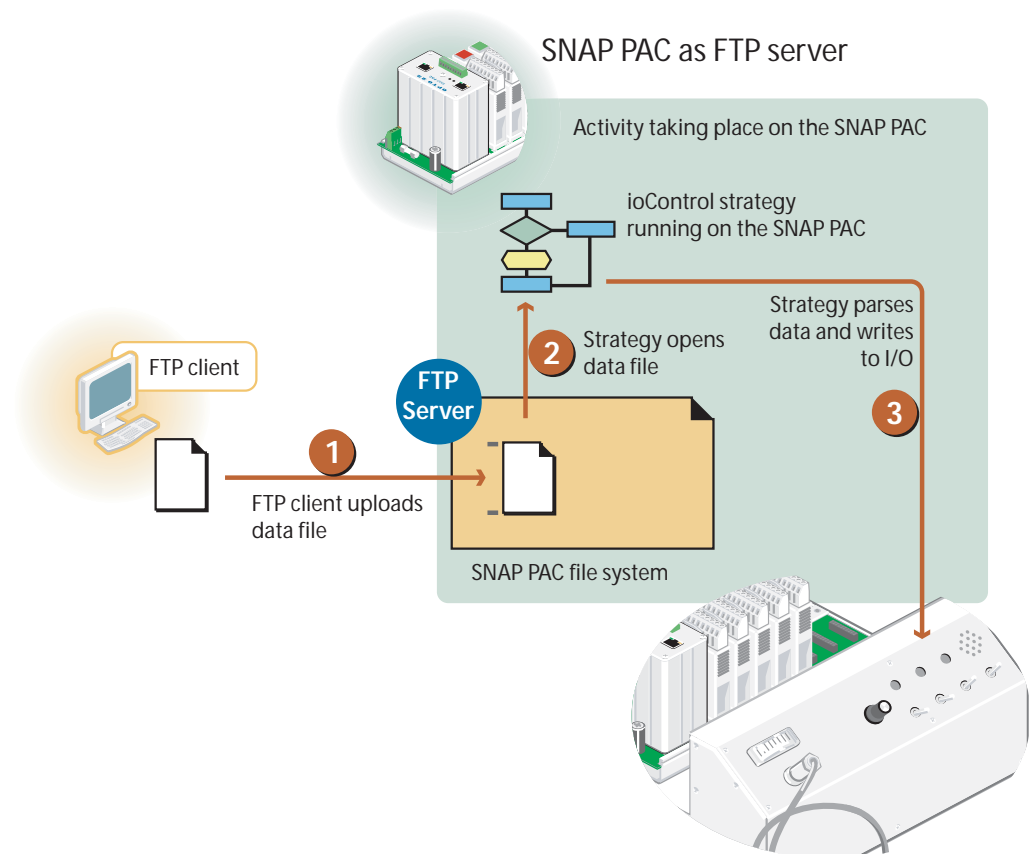 SNAP PAC as FTP server
Activity taking place on the SNAP PAC
ioControl strategy
running on the SNAP PAC
Strategy parses
data and writes
to I/O
2
Strategy opens
data file
FTP client
FTP
Server
3
1
FTP client uploads
data file
SNAP PAC file system